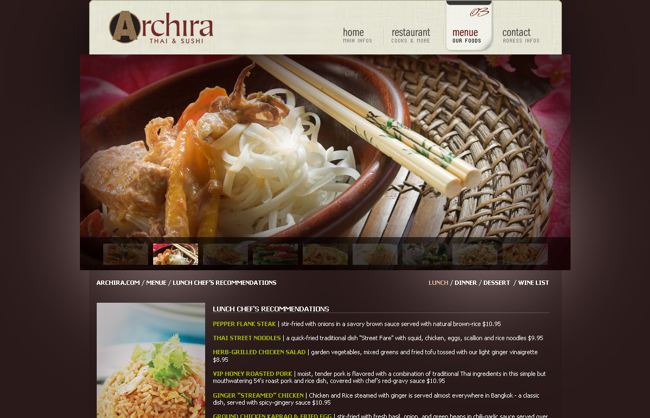 Archira
THAI & SUSHI
home
MAIN INFOS
restaurant
COOKS & MORE
03
menue
OUR FOODS
contact
ADRESS INFOS
ARCHIRA.COM / MENUE / LUNCH CHEF'S RECOMMENDATIONS
LUNCH / DINNER / DESSERT / WINE LIST
LUNCH CHEF'S RECOMMENDATIONS
PEPPER FLANK STEAK | stir-fried with onions in a savory brown sauce served with natural brown-rice $10.95
THAI STREET NOODLES | a quick-fried traditional dish "Street Fare" with squid, chicken, eggs, scallion and rice noodles $9.95
HERB-GRILLED CHICKEN SALAD | garden vegetables, mixed greens and fried tofu tossed with our light ginger vinaigrette
$8.95
VIP HONEY ROASTED PORK | moist, tender pork is flavored with a combination of traditional Thai ingredients in this simple but
mouthwatering 54's roast pork and rice dish, covered with chef's red-gravy sauce $10.95
GINGER "STREAMED" CHICKEN | Chicken and Rice steamed with ginger is served almost everywhere in Bangkok - a classic
dish, served with spicy-gingery sauce $10.95
GROUND CHICKEN KAPRAO & FRIED EGG | stir-fried with fresh basil, onion, and green beans in chili-garlic sauce served over